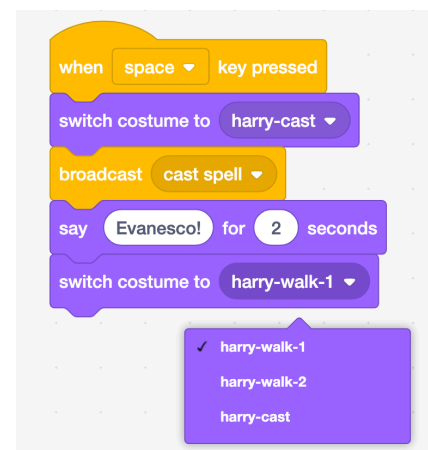 when space key pressed
switch costume to harry-cast
broadcast cast spell
say Evanesco! for 2 seconds
switch costume to harry-walk-1
✓ harry-walk-1
harry-walk-2
harry-cast